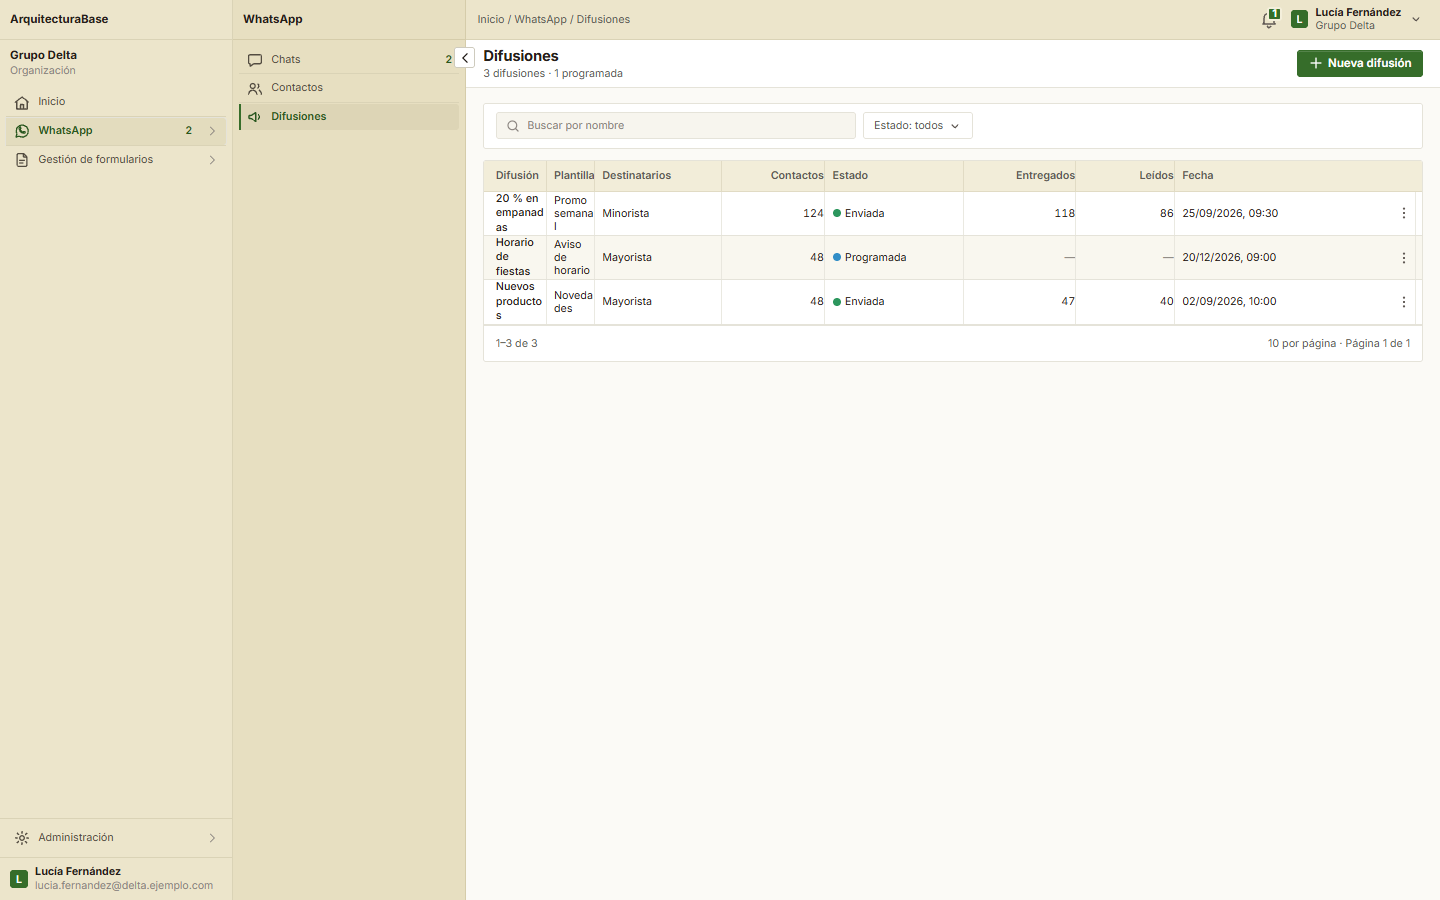 ArquitecturaBase
Grupo Delta
Organización
Inicio
WhatsApp 2
Gestión de formularios
Administración
L
Lucía Fernández
lucia.fernandez@delta.ejemplo.com
WhatsApp
Chats 2
Contactos
Difusiones
Inicio / WhatsApp / Difusiones
1
L
Lucía Fernández
Grupo Delta
Difusiones
3 difusiones · 1 programada
Nueva difusión
Buscar por nombre
Estado: todos
Difusión Plantilla Destinatarios Contactos Estado Entregados Leídos Fecha
20 % en
empanad
as
Promo
semana
l
Minorista 124 Enviada 118 86 25/09/2026, 09:30
Horario
de
fiestas
Aviso
de
horario
Mayorista 48 Programada — — 20/12/2026, 09:00
Nuevos
producto
s
Noveda
des
Mayorista 48 Enviada 47 40 02/09/2026, 10:00
1–3 de 3
10 por página · Página 1 de 1